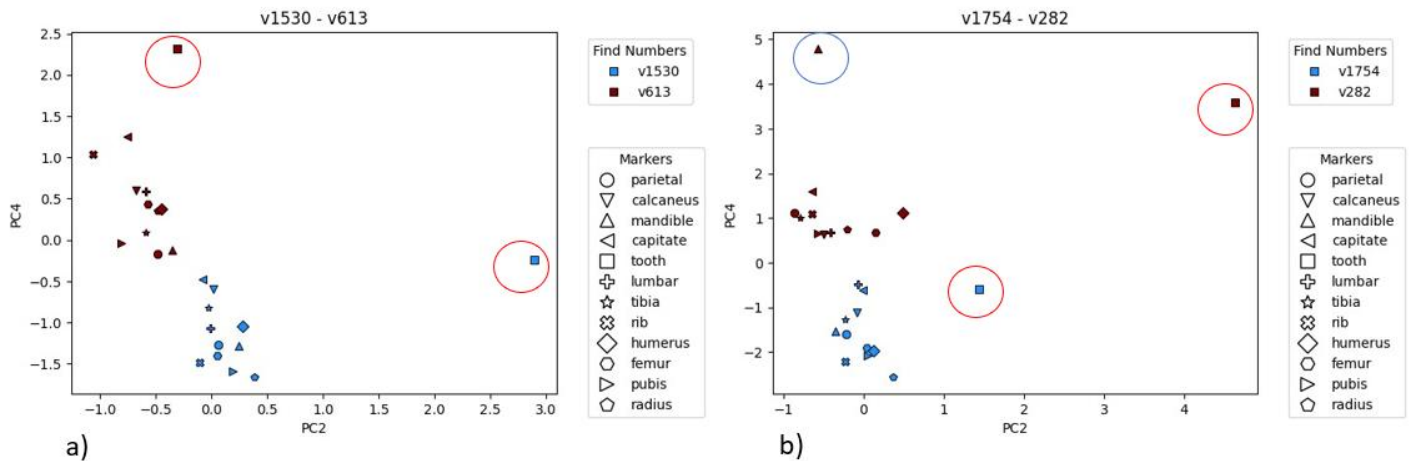 v1530 - v613
2.5
2.0
1.5
1.0
0.5
0.0
−0.5
−1.0
−1.5
PC4
−1.0
−0.5
0.0
0.5
1.0
1.5
2.0
2.5
3.0
PC2
a)
Find Numbers
v1530
v613
Markers
parietal
calcaneus
mandible
capitate
tooth
lumbar
tibia
rib
humerus
femur
pubis
radius
v1754 - v282
5
4
3
2
1
0
−1
−2
PC4
−1
0
1
2
3
4
PC2
b)
Find Numbers
v1754
v282
Markers
parietal
calcaneus
mandible
capitate
tooth
lumbar
tibia
rib
humerus
femur
pubis
radius